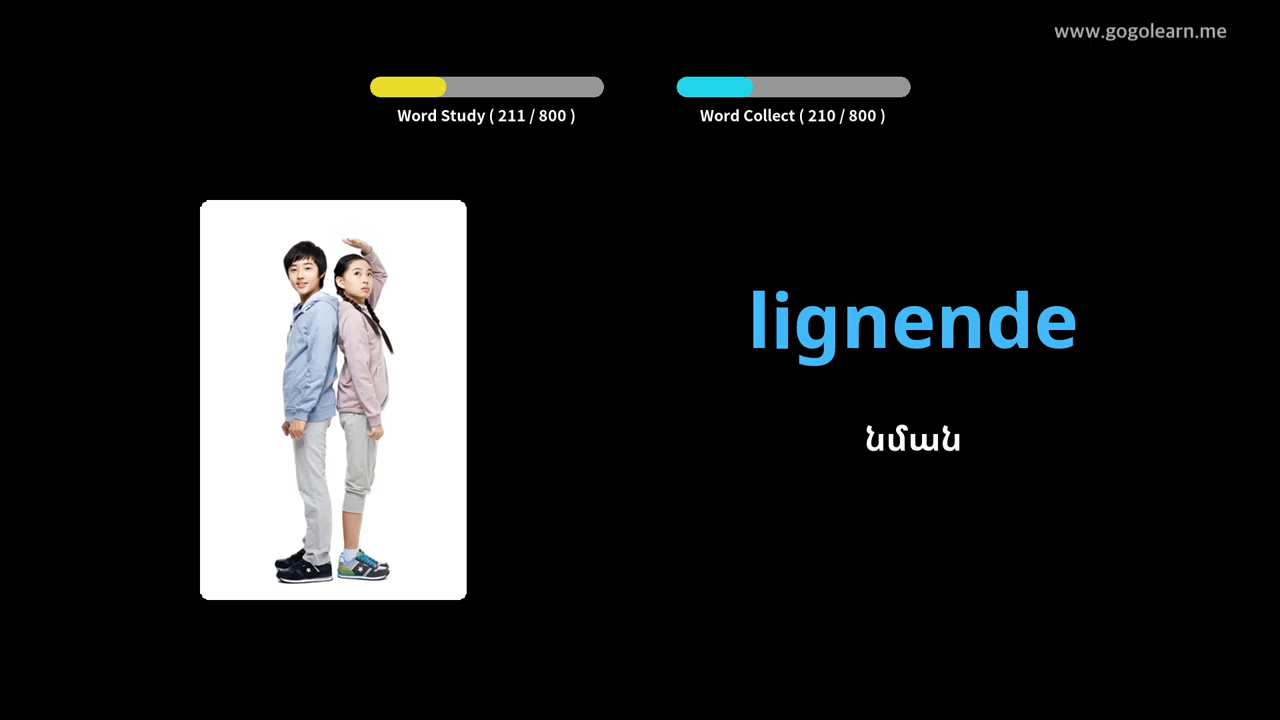 www.gogolearn.me
Word Study ( 211 / 800 )
Word Collect ( 210 / 800 )
lignende
նման